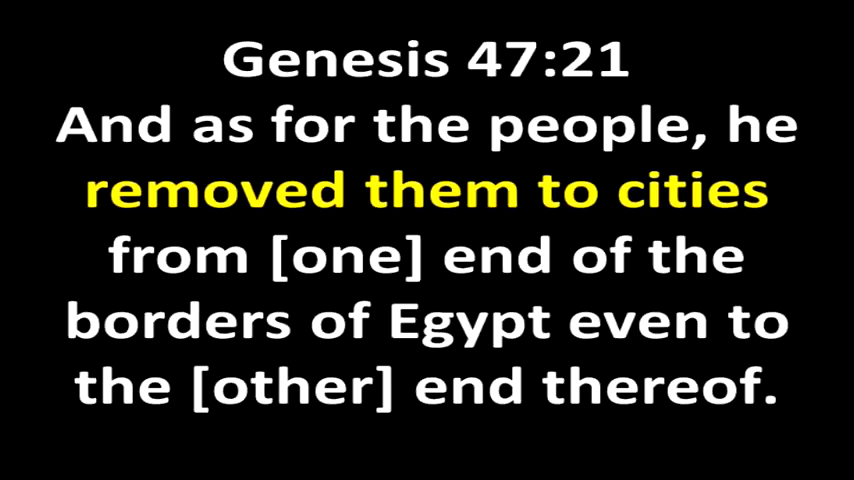 Genesis 47:21
And as for the people, he
removed them to cities
from [one] end of the
borders of Egypt even to
the [other] end thereof.